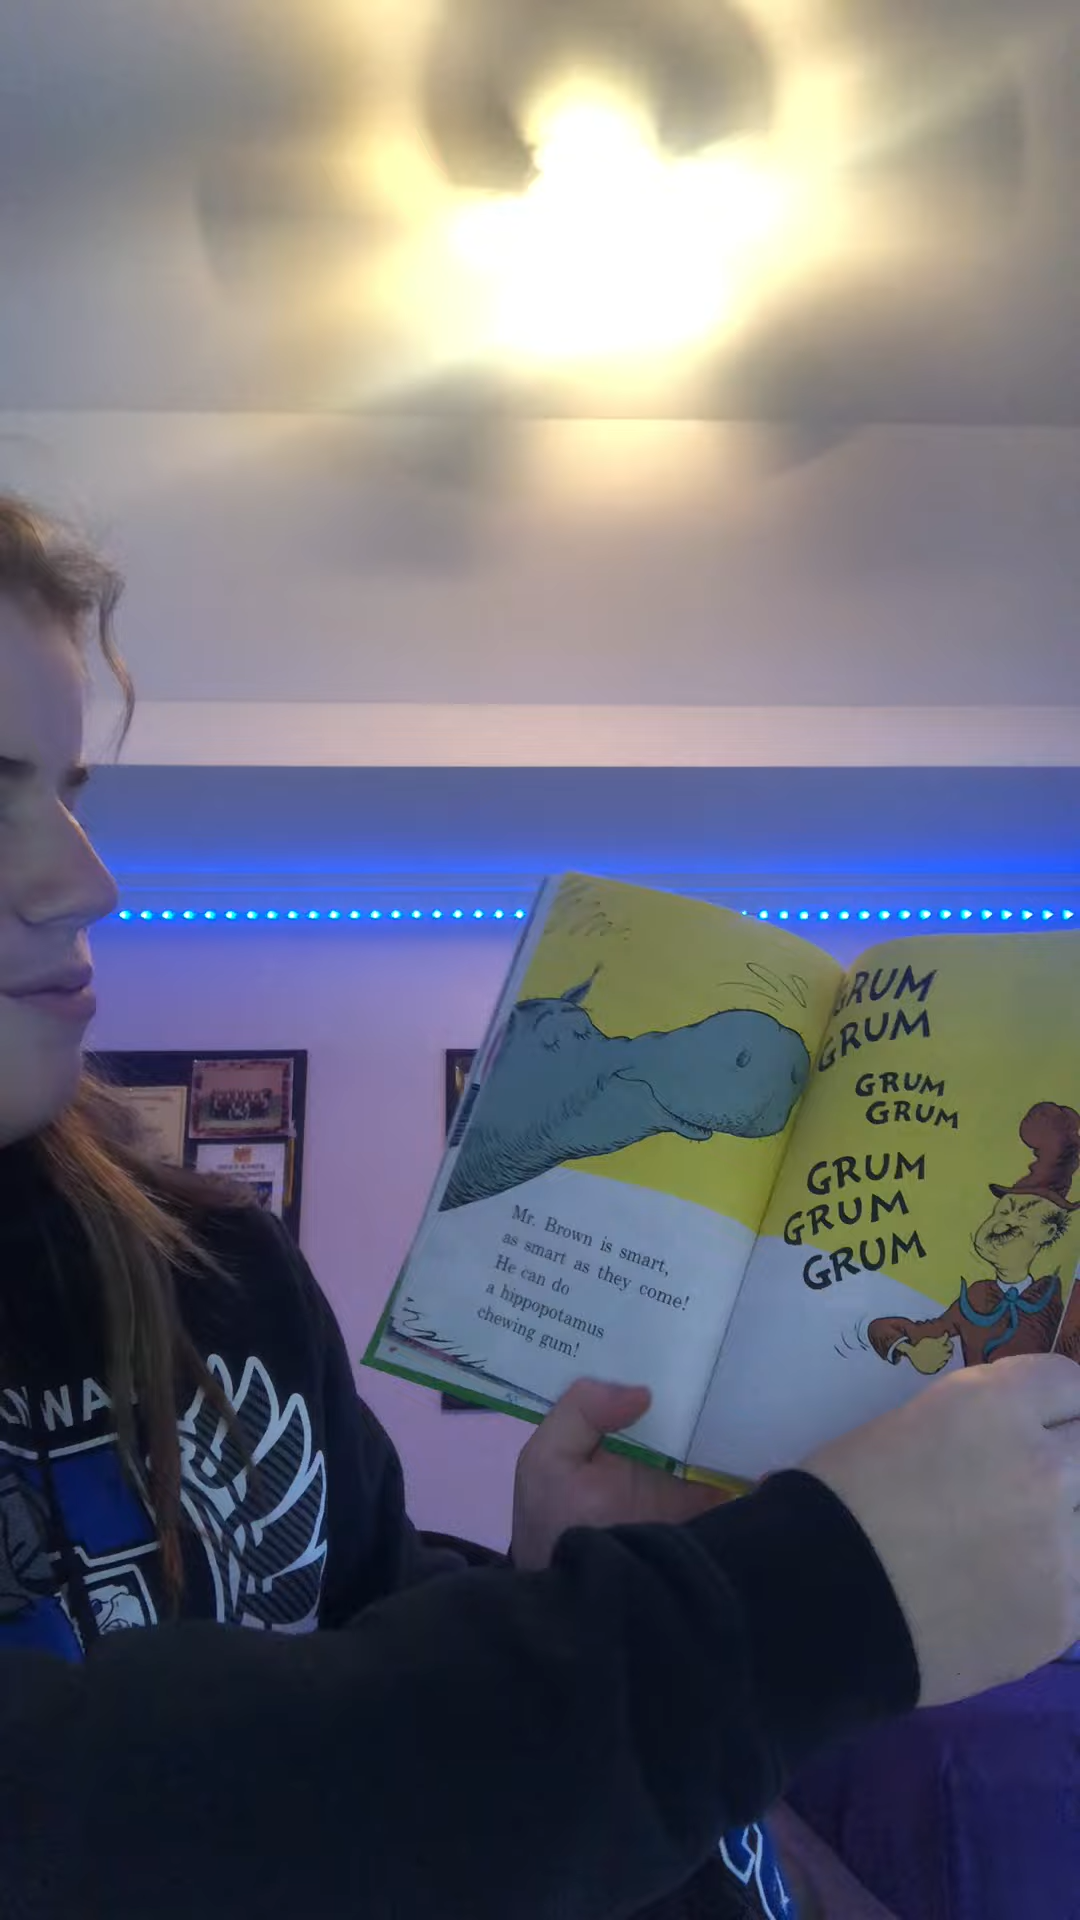 Mr. Brown is smart,
as smart as they come!
He can do
a hippopotamus
chewing gum!
GRUM
GRUM
GRUM
GRUM
GRUM
GRUM
GRUM